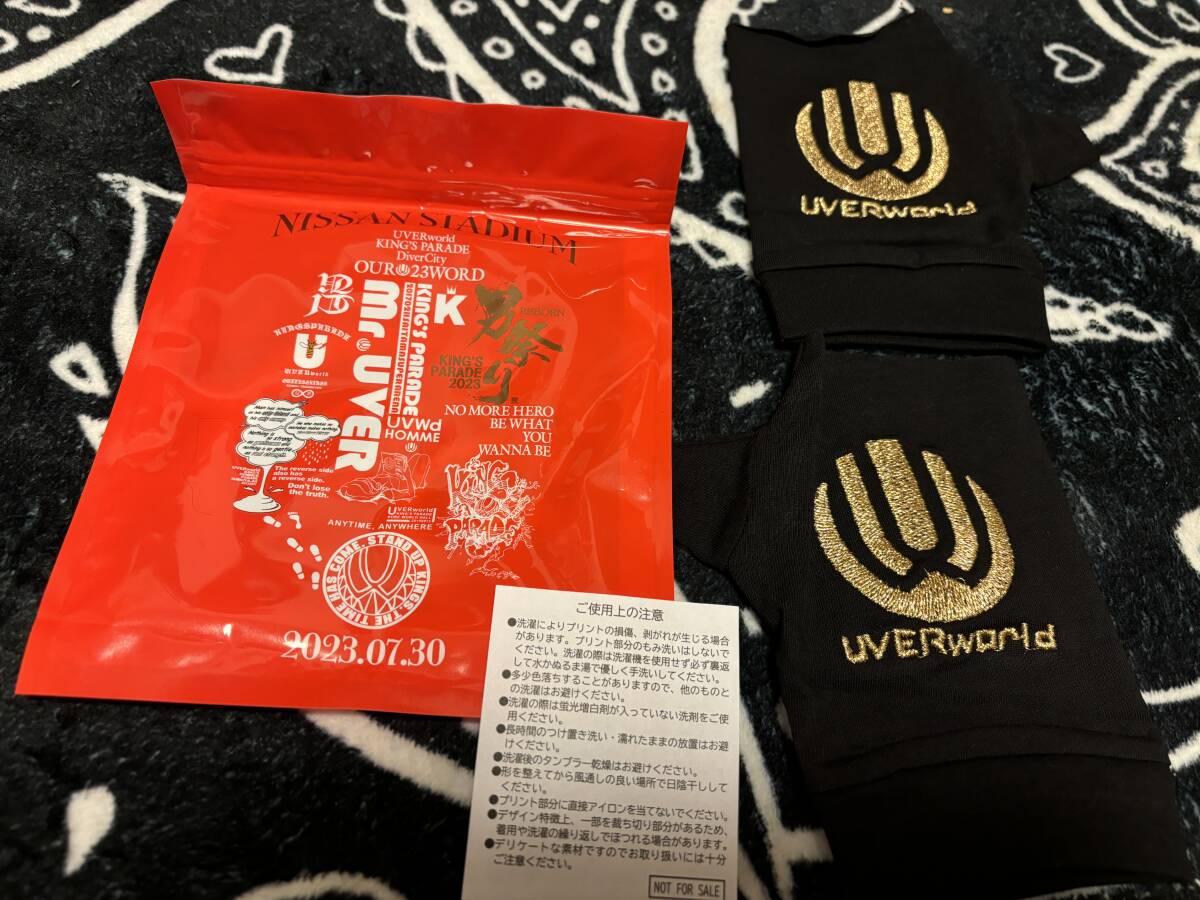 NISSAN STADIUM
UVERworld
KING'S PARADE
DiverCity
OUR 23WORD
KING'S PARADE
Mr. UVER
K
REBORN
男祭り
KING'S
PARADE
2023
KINGSPARADE
U
UVERworld
UVWd
HOMME
NO MORE HERO
BE WHAT
YOU
WANNA BE
The reverse side
also has
a reverse side.
Don't lose
the truth.
UVERworld
KING'S PARADE
ANYTIME, ANYWHERE
KINGS
PARADE
THE TIME HAS COME, STAND UP KINGS.
2023.07.30
UVERworld
UVERworld
ご使用上の注意
●洗濯によりプリントの損傷、剥がれが生じる場合
があります。プリント部分のもみ洗いはしないで
ください。洗濯の際は洗濯機を使用せず必ず裏返
して水かぬるま湯で優しく手洗いしてください。
●多少色落ちすることがありますので、他のものと
の洗濯はお避けください。
●洗濯の際は蛍光増白剤が入っていない洗剤をご使
用ください。
●長時間のつけ置き洗い・濡れたままの放置はお避
けください。
●洗濯後のタンブラー乾燥はお避けください。
●形を整えてから風通しの良い場所で日陰干しして
ください。
●プリント部分に直接アイロンを当てないでください。
●デザイン特徴上、一部を裁ち切り部分があるため、
着用や洗濯の繰り返しでほつれる場合があります。
●デリケートな素材ですのでお取り扱いには十分
ご注意ください。
NOT FOR SALE